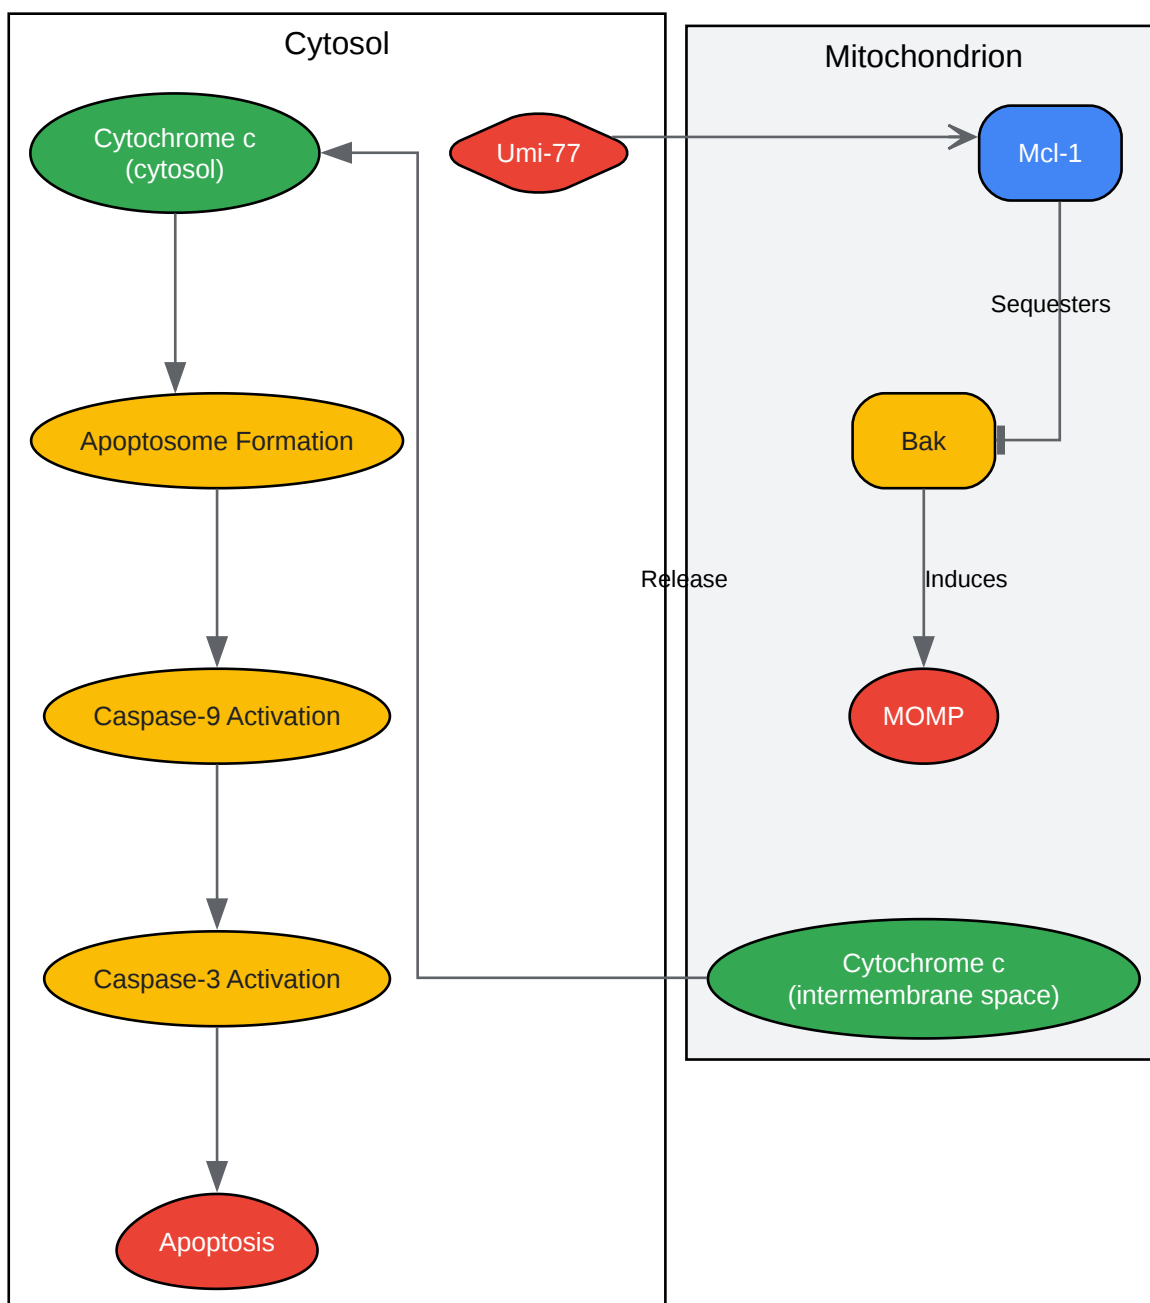 Cytosol
Cytochrome c
(cytosol)
Umi-77
Apoptosome Formation
Release
Caspase-9 Activation
Caspase-3 Activation
Apoptosis
Mitochondrion
Mcl-1
Sequesters
Bak
Induces
MOMP
Cytochrome c
(intermembrane space)